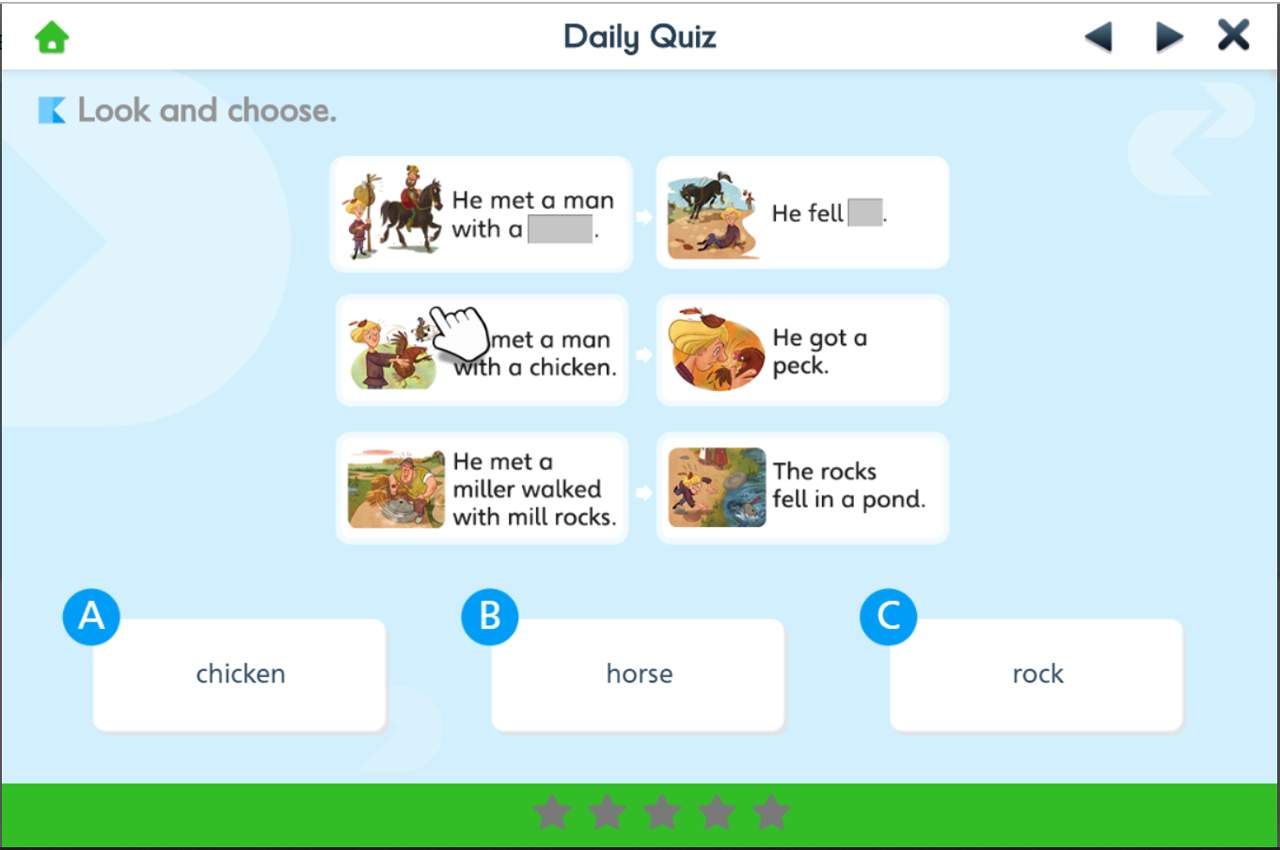 Daily Quiz
Look and choose.
He met a man
with a .
He fell .
met a man
with a chicken.
He got a
peck.
He met a
miller walked
with mill rocks.
The rocks
fell in a pond.
A
chicken
B
horse
C
rock